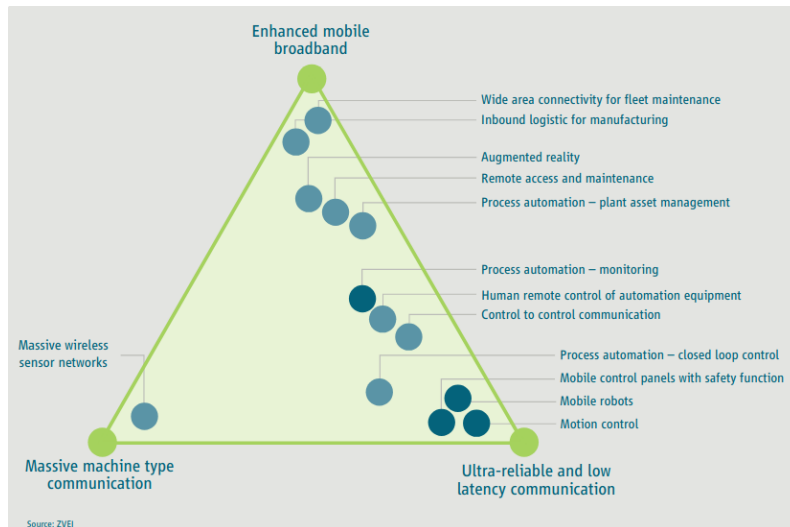 Enhanced mobile
broadband
Wide area connectivity for fleet maintenance
Inbound logistic for manufacturing
Augmented reality
Remote access and maintenance
Process automation – plant asset management
Process automation – monitoring
Human remote control of automation equipment
Control to control communication
Massive wireless
sensor networks
Process automation – closed loop control
Mobile control panels with safety function
Mobile robots
Motion control
Massive machine type
communication
Ultra-reliable and low
latency communication
Source: ZVEI